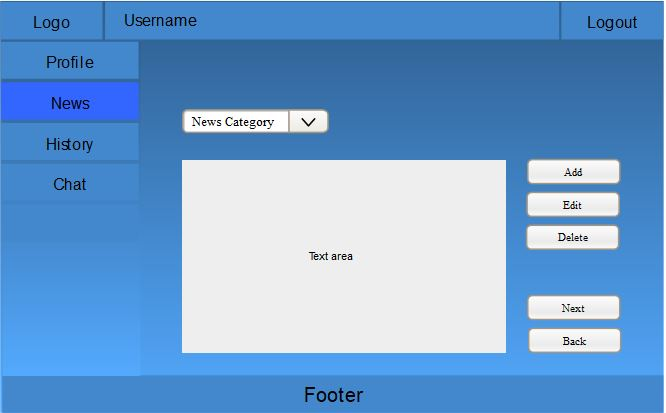 Logo
Username
Logout
Profile
News
History
Chat
News Category
Text area
Add
Edit
Delete
Next
Back
Footer